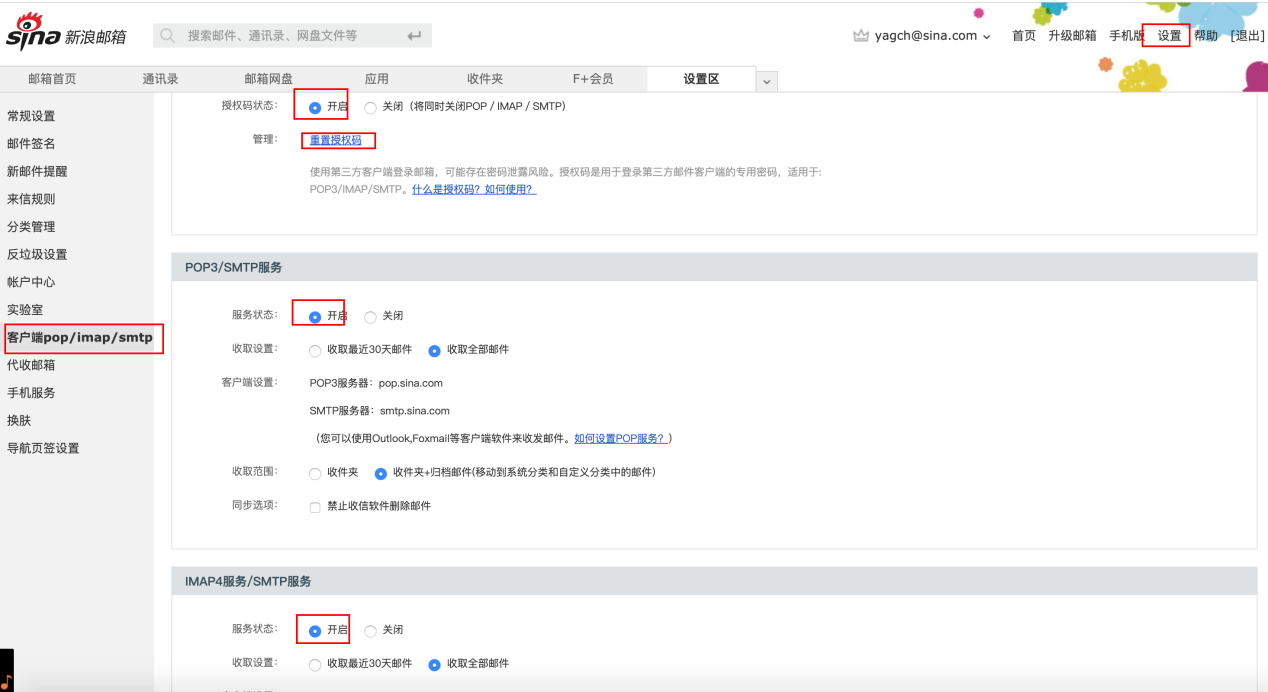 sina 新浪邮箱
搜索邮件、通讯录、网盘文件等
yagch@sina.com 首页 升级邮箱 手机版 设置 帮助 [退出]
邮箱首页 通讯录 邮箱网盘 应用 收件夹 F+会员 设置区
常规设置
邮件签名
新邮件提醒
来信规则
分类管理
反垃圾设置
帐户中心
实验室
客户端pop/imap/smtp
代收邮箱
手机服务
换肤
导航页签设置
授权码状态: 开启 关闭（将同时关闭POP / IMAP / SMTP）
管理: 重置授权码
使用第三方客户端登录邮箱，可能存在密码泄露风险。授权码是用于登录第三方邮件客户端的专用密码，适用于:
POP3/IMAP/SMTP。什么是授权码？如何使用？
POP3/SMTP服务
服务状态: 开启 关闭
收取设置: 收取最近30天邮件 收取全部邮件
客户端设置: POP3服务器：pop.sina.com
SMTP服务器：smtp.sina.com
（您可以使用Outlook,Foxmail等客户端软件来收发邮件。如何设置POP服务？）
收取范围: 收件夹 收件夹+归档邮件(移动到系统分类和自定义分类中的邮件)
同步选项: 禁止收信软件删除邮件
IMAP4服务/SMTP服务
服务状态: 开启 关闭
收取设置: 收取最近30天邮件 收取全部邮件